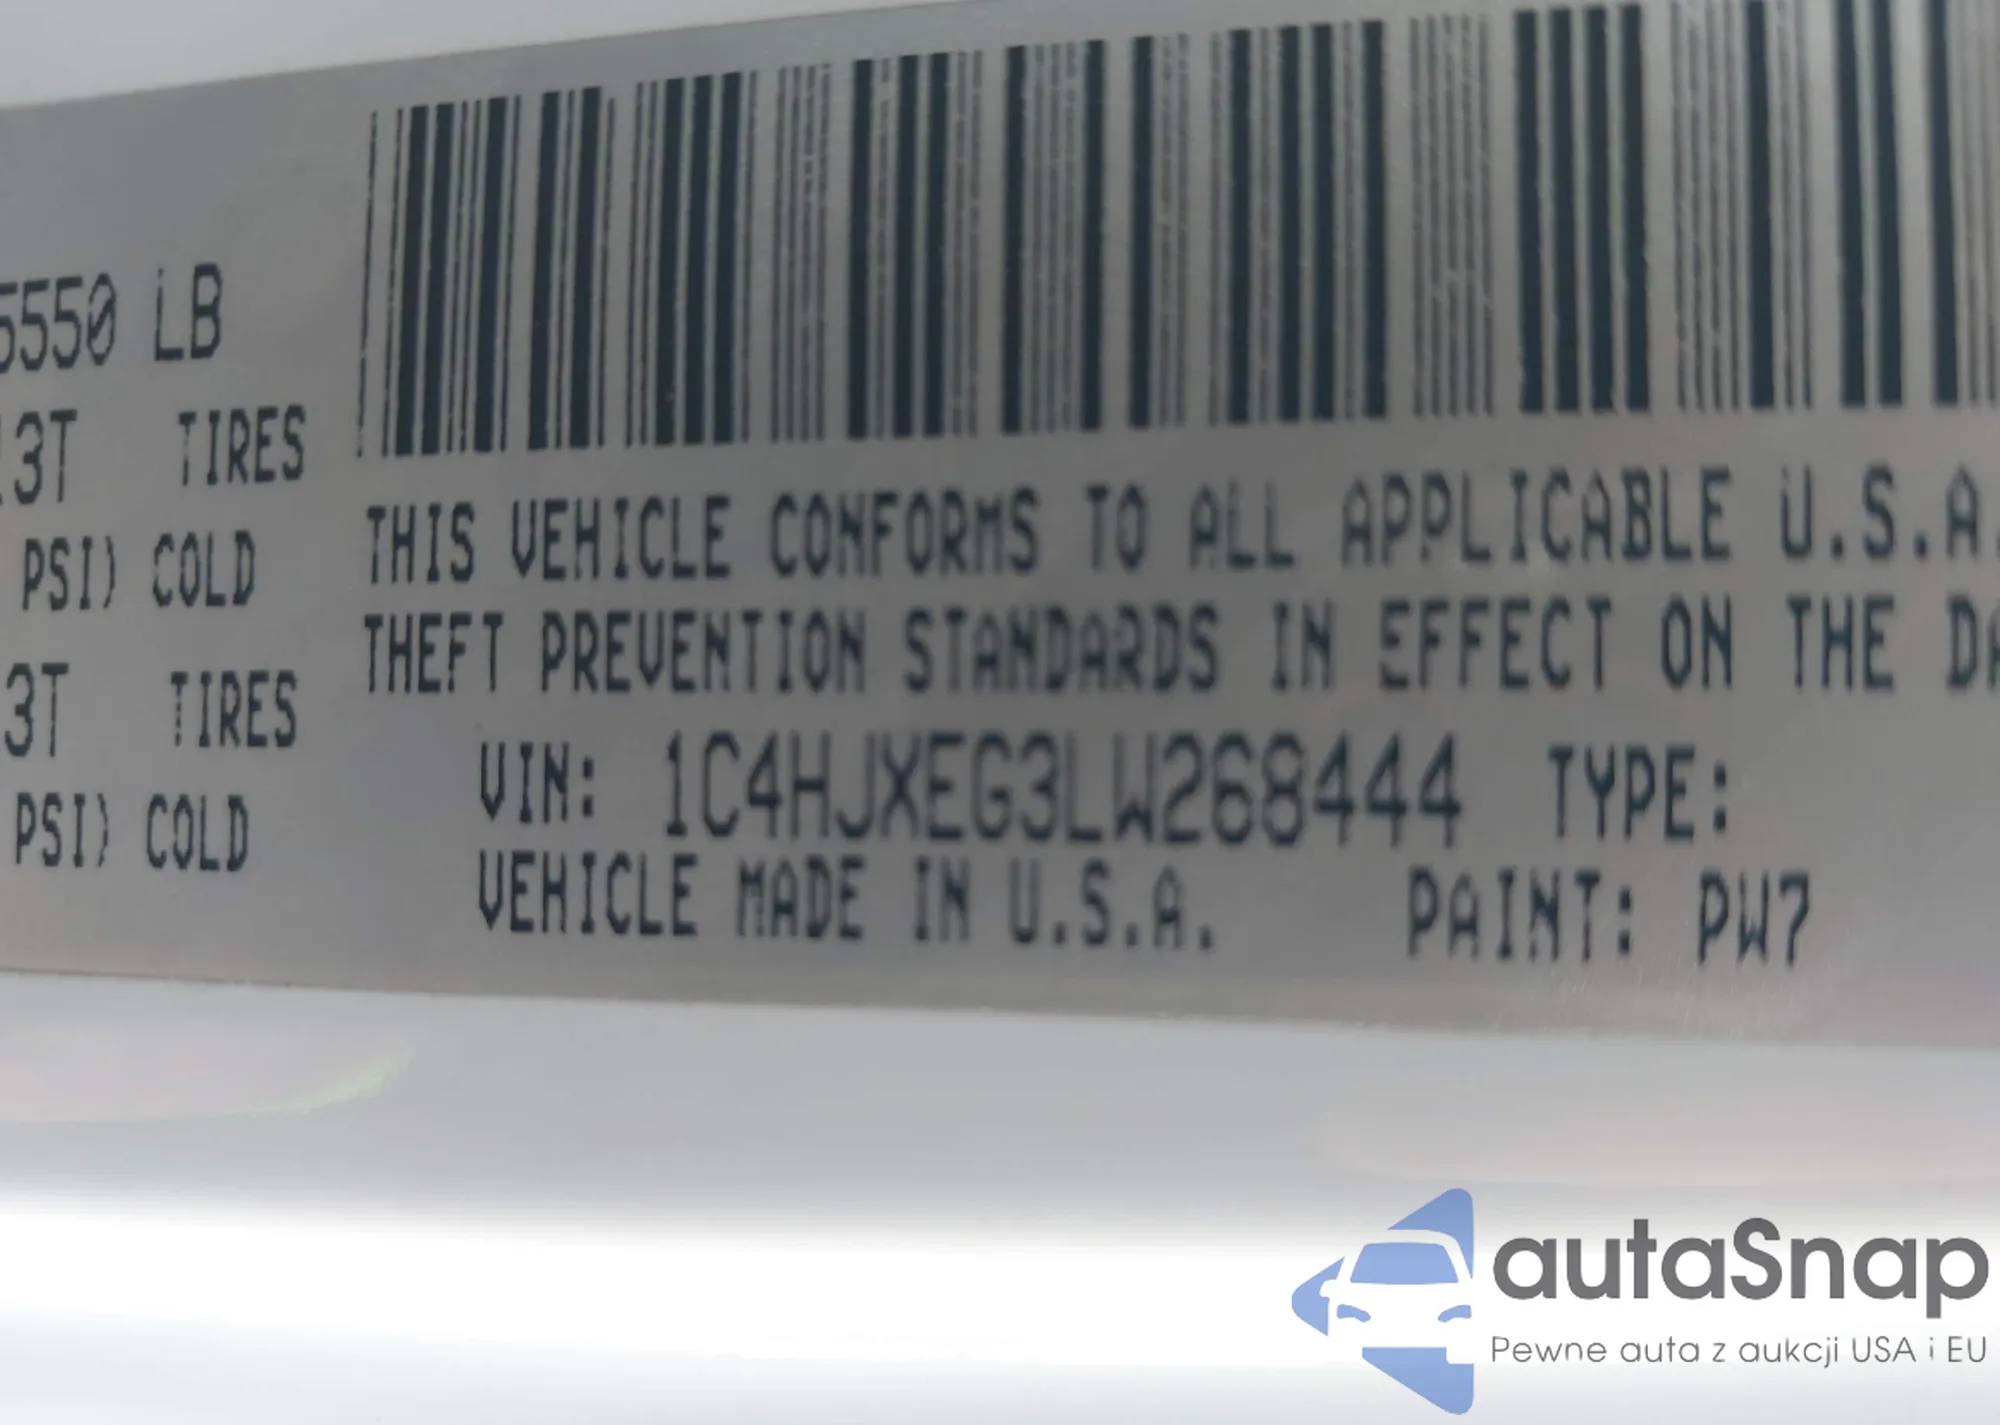 5550 LB
13T TIRES
PSI) COLD
3T TIRES
PSI) COLD
THIS VEHICLE CONFORMS TO ALL APPLICABLE U.S.A.
THEFT PREVENTION STANDARDS IN EFFECT ON THE DA
VIN: 1C4HJXEG3LW268444 TYPE:
VEHICLE MADE IN U.S.A. PAINT: PW7
autaSnap
Pewne auta z aukcji USA i EU